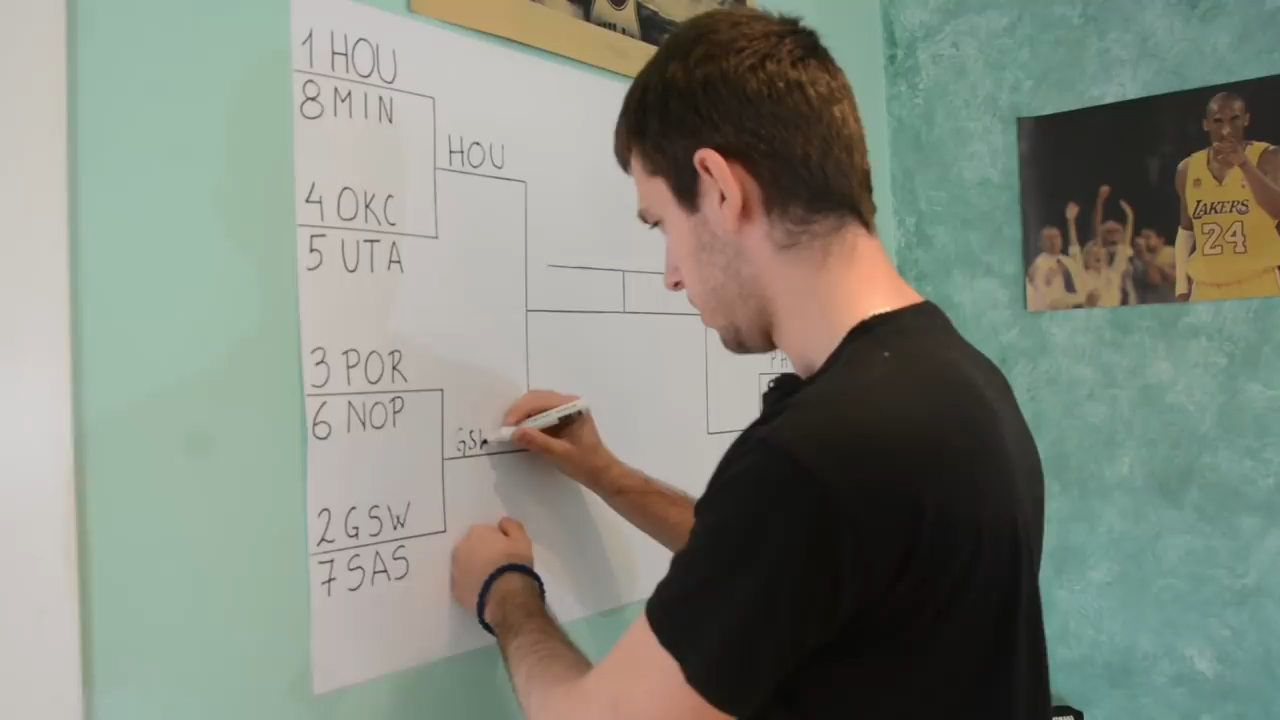 1 HOU
8 MIN
HOU
4 OKC
5 UTA
3 POR
6 NOP
GSW
2 GSW
7 SAS
LAKERS
24